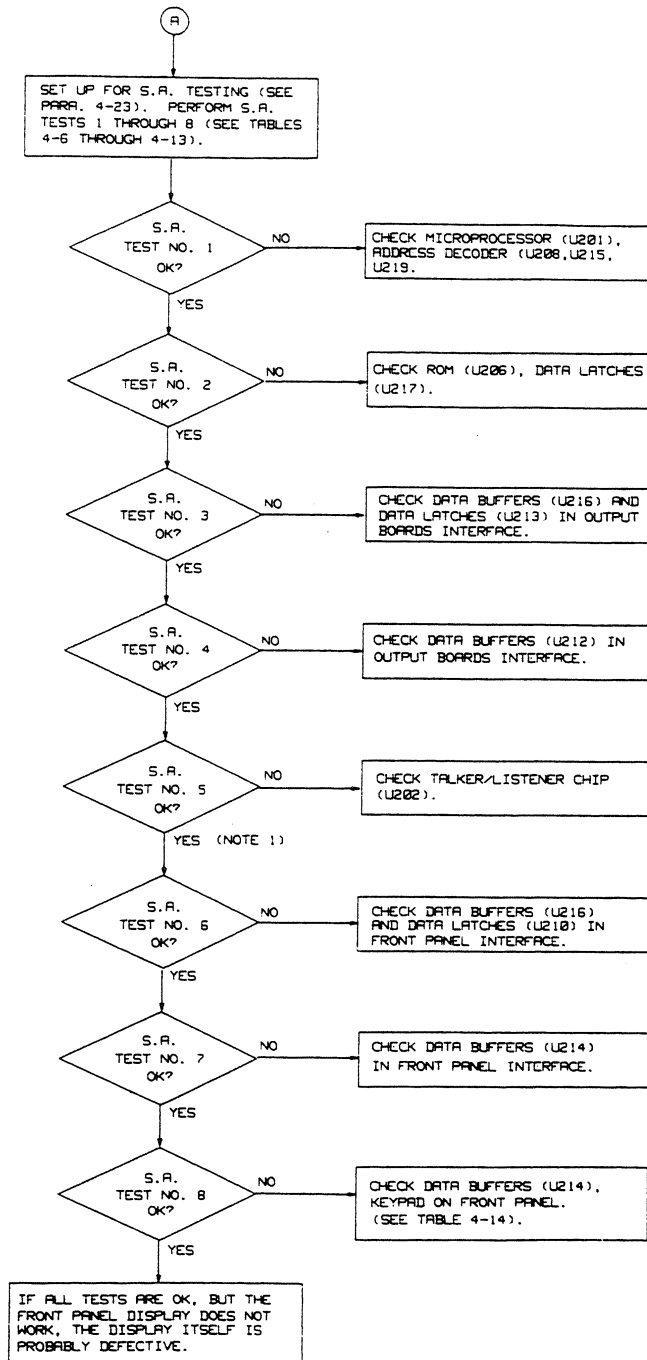 A
SET UP FOR S.A. TESTING (SEE
PARA. 4-23). PERFORM S.A.
TESTS 1 THROUGH 8 (SEE TABLES
4-6 THROUGH 4-13).
S.A.
TEST NO. 1
OK?
NO
CHECK MICROPROCESSOR (U201),
ADDRESS DECODER (U208,U215,
U219.
YES
S.A.
TEST NO. 2
OK?
NO
CHECK ROM (U206), DATA LATCHES
(U217).
YES
S.A.
TEST NO. 3
OK?
NO
CHECK DATA BUFFERS (U216) AND
DATA LATCHES (U213) IN OUTPUT
BOARDS INTERFACE.
YES
S.A.
TEST NO. 4
OK?
NO
CHECK DATA BUFFERS (U212) IN
OUTPUT BOARDS INTERFACE.
YES
S.A.
TEST NO. 5
OK?
NO
CHECK TALKER/LISTENER CHIP
(U202).
YES (NOTE 1)
S.A.
TEST NO. 6
OK?
NO
CHECK DATA BUFFERS (U216)
AND DATA LATCHES (U210) IN
FRONT PANEL INTERFACE.
YES
S.A.
TEST NO. 7
OK?
NO
CHECK DATA BUFFERS (U214)
IN FRONT PANEL INTERFACE.
YES
S.A.
TEST NO. 8
OK?
NO
CHECK DATA BUFFERS (U214),
KEYPAD ON FRONT PANEL.
(SEE TABLE 4-14).
YES
IF ALL TESTS ARE OK, BUT THE
FRONT PANEL DISPLAY DOES NOT
WORK, THE DISPLAY ITSELF IS
PROBABLY DEFECTIVE.